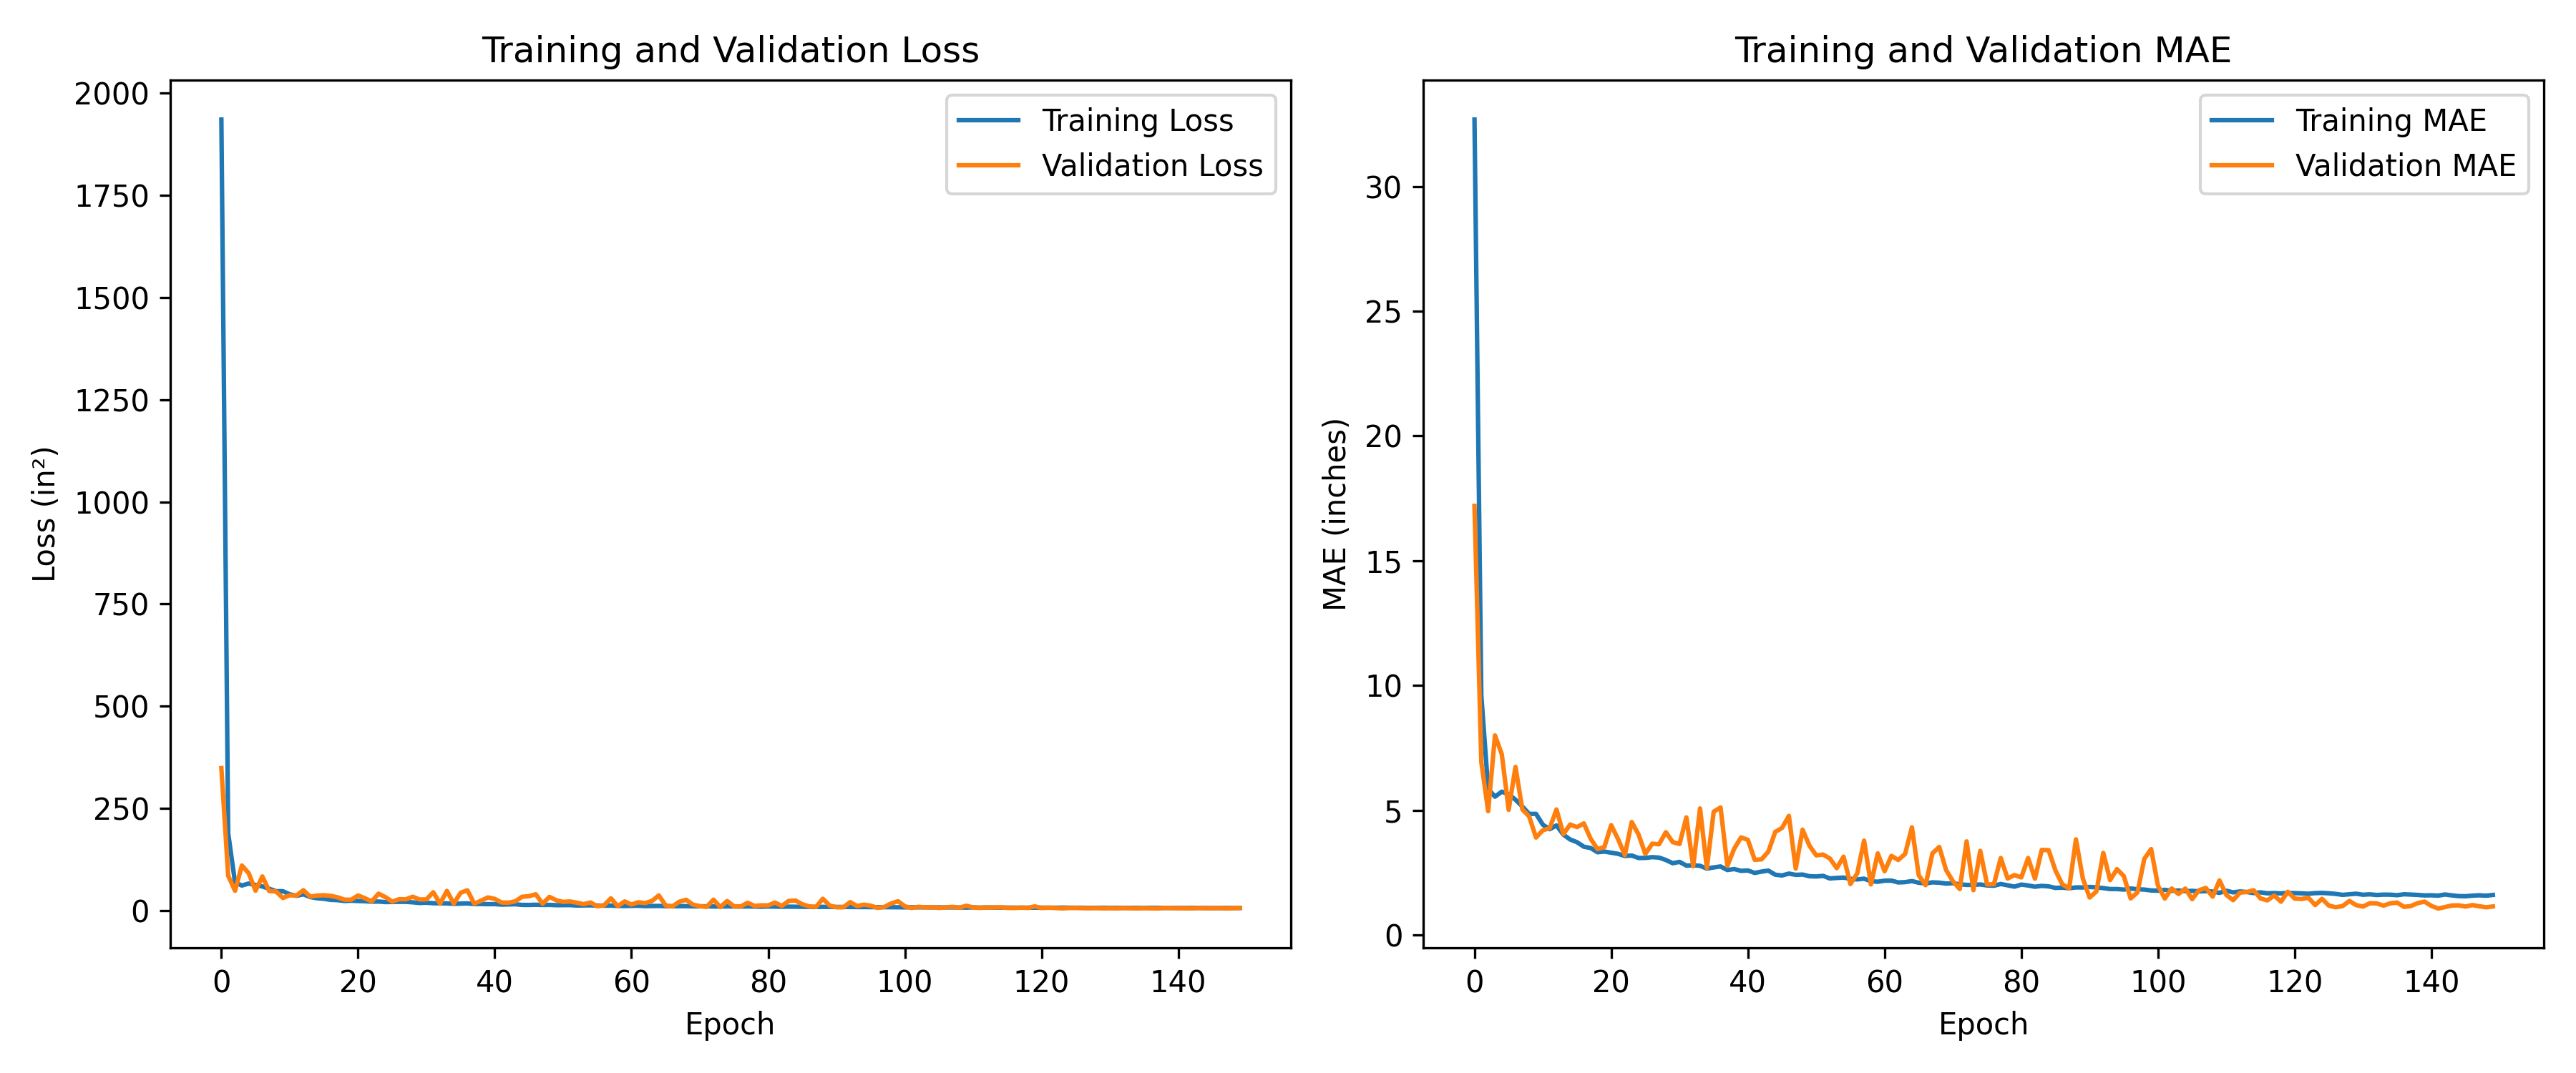 Training and Validation Loss
2000
1750
1500
1250
1000
750
500
250
0
Loss (in²)
0 20 40 60 80 100 120 140
Epoch
Training Loss
Validation Loss
Training and Validation MAE
30
25
20
15
10
5
0
MAE (inches)
0 20 40 60 80 100 120 140
Epoch
Training MAE
Validation MAE